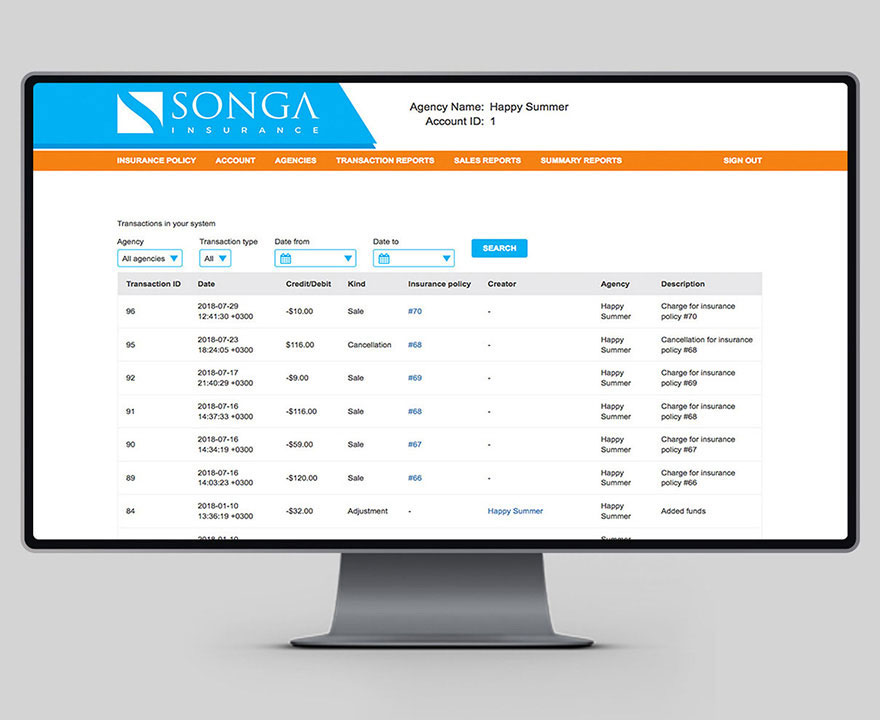 SONGA
INSURANCE
Agency Name: Happy Summer
Account ID: 1
INSURANCE POLICY ACCOUNT AGENCIES TRANSACTION REPORTS SALES REPORTS SUMMARY REPORTS SIGN OUT
Transactions in your system
Agency Transaction type Date from Date to
All agencies All SEARCH
Transaction ID Date Credit/Debit Kind Insurance policy Creator Agency Description
96 2018-07-29 12:41:30 +0300 -$10.00 Sale #70 - Happy Summer Charge for insurance policy #70
95 2018-07-23 18:24:05 +0300 $116.00 Cancellation #68 - Happy Summer Cancellation for insurance policy #68
92 2018-07-17 21:40:29 +0300 -$9.00 Sale #69 - Happy Summer Charge for insurance policy #69
91 2018-07-16 14:37:33 +0300 -$116.00 Sale #68 - Happy Summer Charge for insurance policy #68
90 2018-07-16 14:34:19 +0300 -$59.00 Sale #67 - Happy Summer Charge for insurance policy #67
89 2018-07-16 14:03:23 +0300 -$120.00 Sale #66 - Happy Summer Charge for insurance policy #66
84 2018-01-10 13:36:19 +0300 -$32.00 Adjustment - Happy Summer Happy Summer Added funds